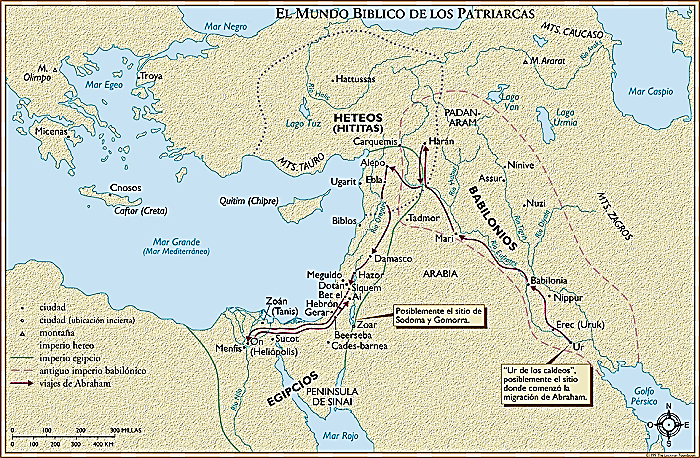 EL MUNDO BIBLICO DE LOS PATRIARCAS
Mar Negro
MTS. CAUCASO
Río Araks
M. Olimpo
Troya
Mar Egeo
Hattussas
Río Halis
M. Ararat
Mar Caspio
Lago Van
Lago Urmia
Lago Tuz
HETEOS
(HITITAS)
PADAN-
ARAM
Micenas
Carquemis
Harán
MTS. TAURO
Alepo
Nínive
Ebla
Ugarit
Assur
Cnosos
Caftor (Creta)
Quitim (Chipre)
Nuzi
MTS. ZAGROS
BABILONIOS
Biblos
Tadmor
Río Tigris
Mari
Río Eufrates
Mar Grande
(Mar Mediterráneo)
Damasco
ARABIA
Meguido
Hazor
Dotán
Siquem
Bet el
Ai
Hebrón
Gerar
Babilonia
Nippur
Zoán
(Tanis)
Zoar
Posiblemente el sitio de
Sodoma y Gomorra.
Erec (Uruk)
Ur
Menfis
On
(Heliópolis)
Sucot
Beerseba
Cades-barnea
EGIPCIOS
PENINSULA
DE SINAI
Río Nilo
Mar Rojo
"Ur de los caldeos",
posiblemente el sitio
donde comenzó la
migración de Abraham.
Golfo
Pérsico
ciudad
ciudad (ubicación incierta)
montaña
imperio heteo
imperio egipcio
antiguo imperio babilónico
viajes de Abraham
0 100 200 300 MILLAS
0 100 200 300 400 KM
N
O E
S